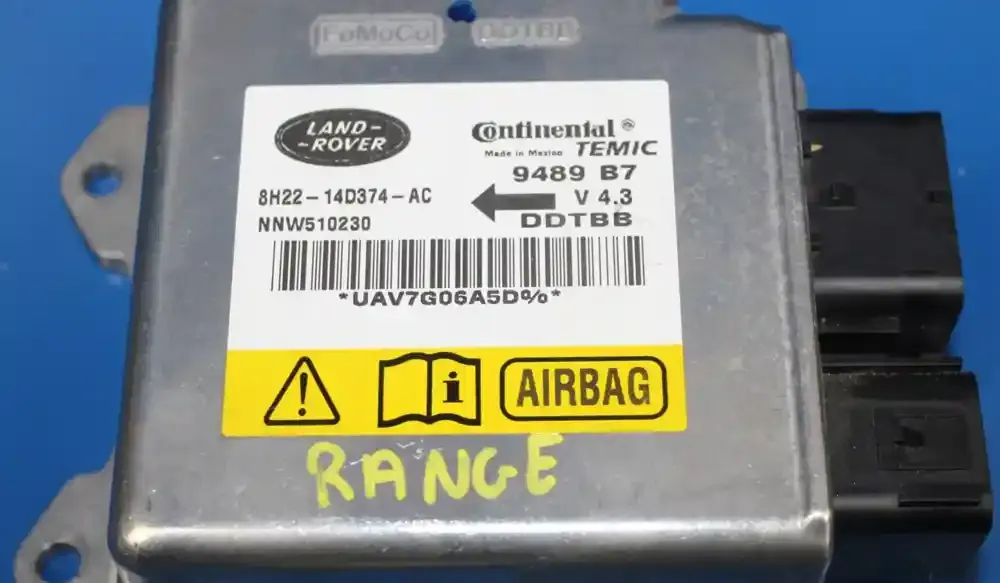 FoMoCo DDTBB
LAND-
-ROVER
Continental
Made in Mexico TEMIC
9489 B7
8H22-14D374-AC
V 4.3
NNW510230
DDTBB
*UAV7G06A5D%*
i
AIRBAG
RANGE